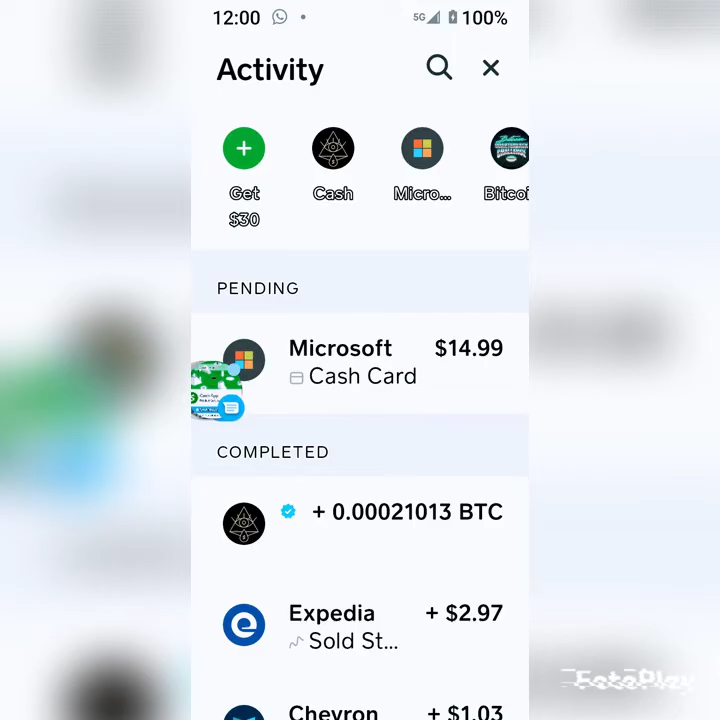 12:00
5G 100%
Activity
Get
$30
Cash
Micro...
Bitcoi
PENDING
Microsoft $14.99
Cash Card
COMPLETED
+ 0.00021013 BTC
Expedia + $2.97
Sold St...
Chevron + $1.03
FotoPlay